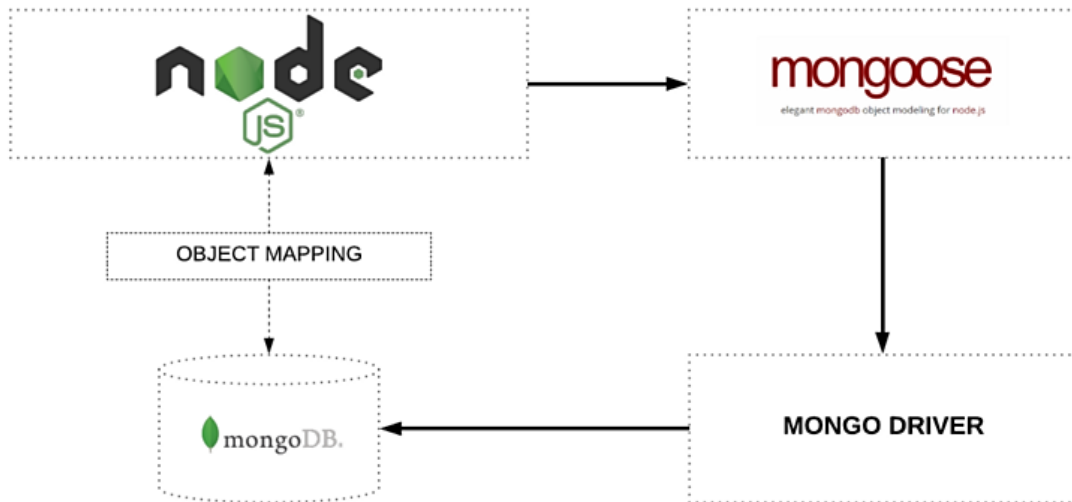 node
JS®
mongoose
elegant mongodb object modeling for node.js
OBJECT MAPPING
mongoDB.
MONGO DRIVER